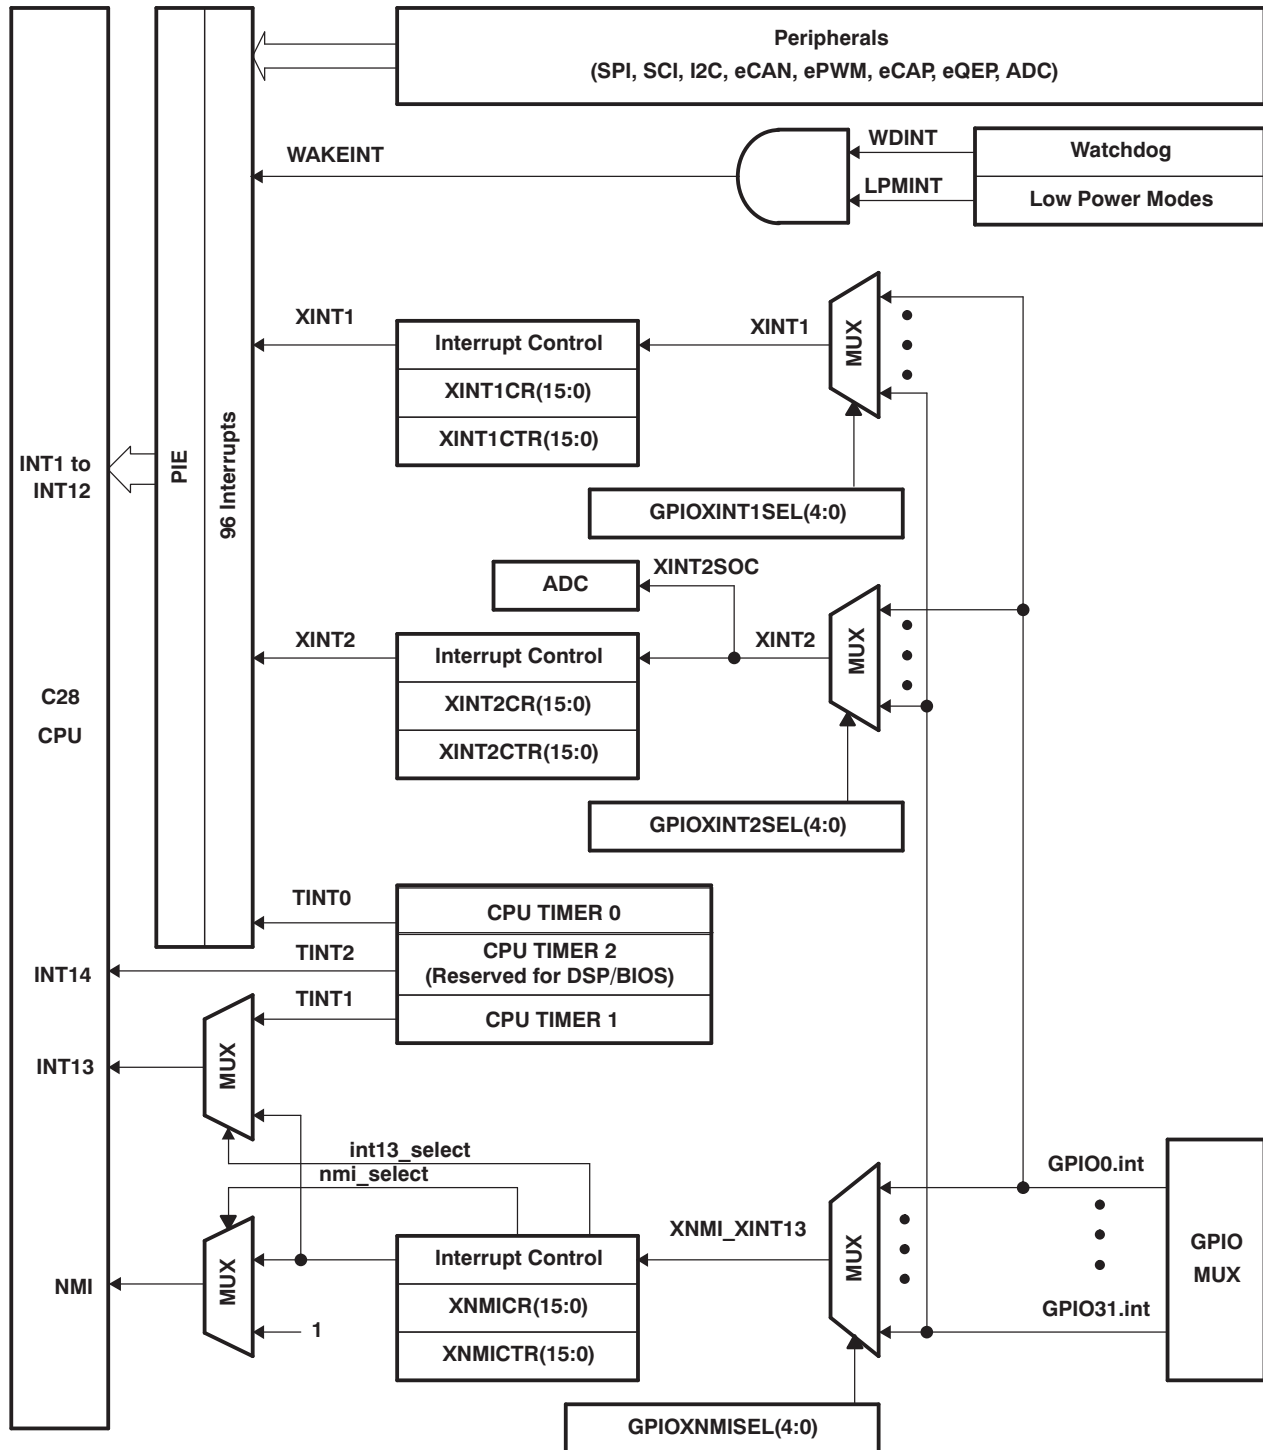 Peripherals
(SPI, SCI, I2C, eCAN, ePWM, eCAP, eQEP, ADC)
WAKEINT
WDINT
Watchdog
LPMINT
Low Power Modes
XINT1
Interrupt Control
XINT1CR(15:0)
XINT1CTR(15:0)
XINT1
MUX
GPIOXINT1SEL(4:0)
INT1 to
INT12
PIE
96 Interrupts
ADC
XINT2SOC
XINT2
Interrupt Control
XINT2CR(15:0)
XINT2CTR(15:0)
XINT2
MUX
GPIOXINT2SEL(4:0)
C28
CPU
TINT0
CPU TIMER 0
TINT2
CPU TIMER 2
(Reserved for DSP/BIOS)
TINT1
CPU TIMER 1
INT14
INT13
MUX
int13_select
nmi_select
NMI
MUX
1
Interrupt Control
XNMICR(15:0)
XNMICTR(15:0)
XNMI_XINT13
MUX
GPIOXNMISEL(4:0)
GPIO0.int
GPIO31.int
GPIO
MUX